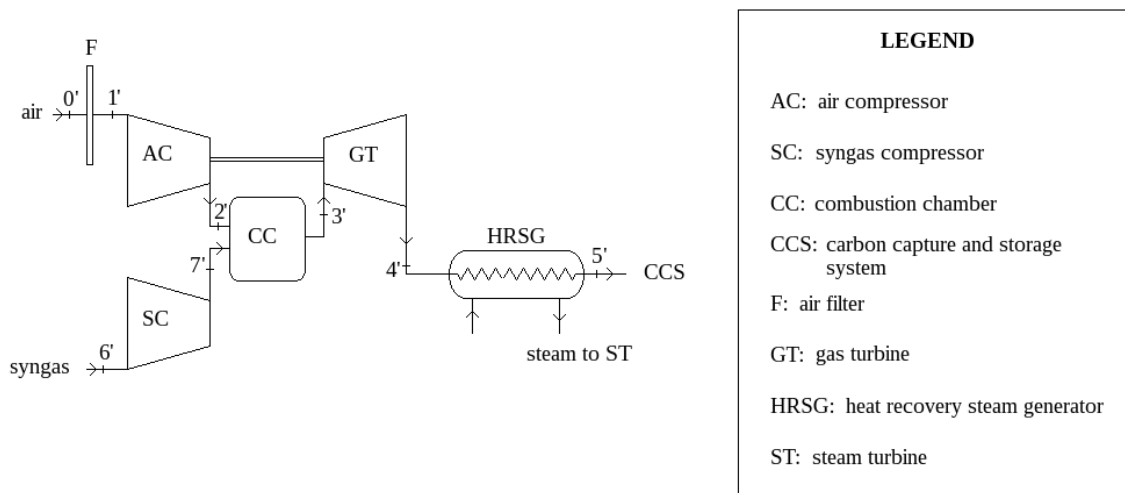 F
air
0'
1'
AC
GT
2'
3'
CC
HRSG
7'
4'
5'
CCS
SC
6'
syngas
steam to ST
LEGEND
AC: air compressor
SC: syngas compressor
CC: combustion chamber
CCS: carbon capture and storage
system
F: air filter
GT: gas turbine
HRSG: heat recovery steam generator
ST: steam turbine